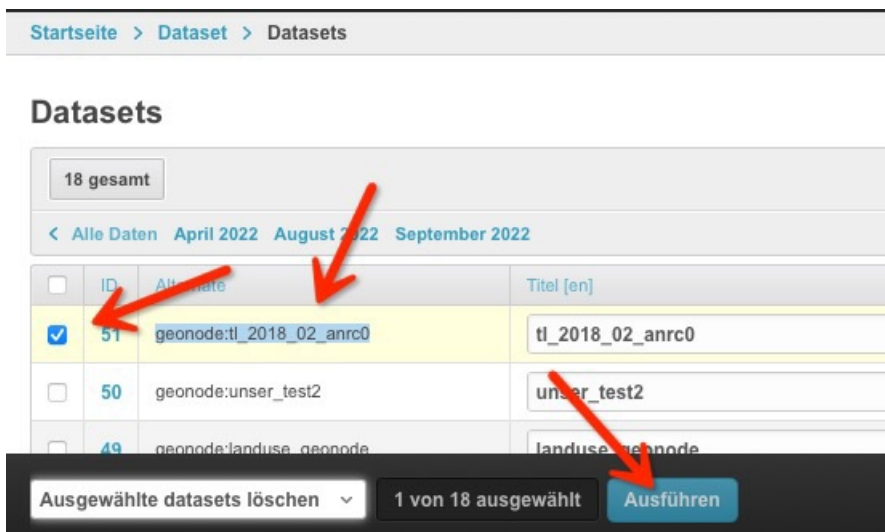 Startseite > Dataset > Datasets
Datasets
18 gesamt
< Alle Daten April 2022 August 2022 September 2022
ID Alternate Titel [en]
51 geonode:tl_2018_02_anrc0 tl_2018_02_anrc0
50 geonode:unser_test2 unser_test2
49 geonode:landuse_geonode landuse_geonode
Ausgewählte datasets löschen 1 von 18 ausgewählt Ausführen